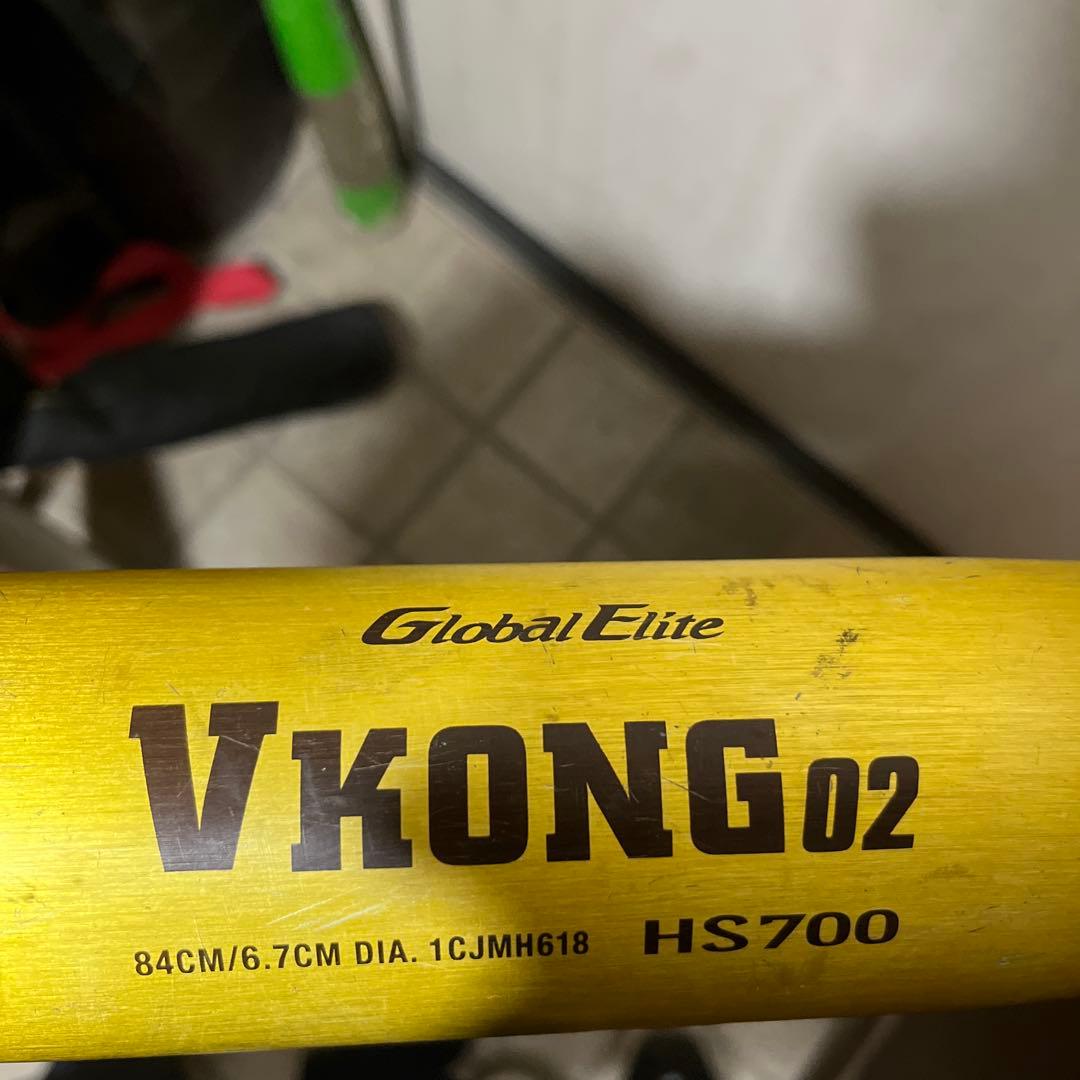 Global Elite
VKONG02
84CM/6.7CM DIA. 1CJMH618 HS700